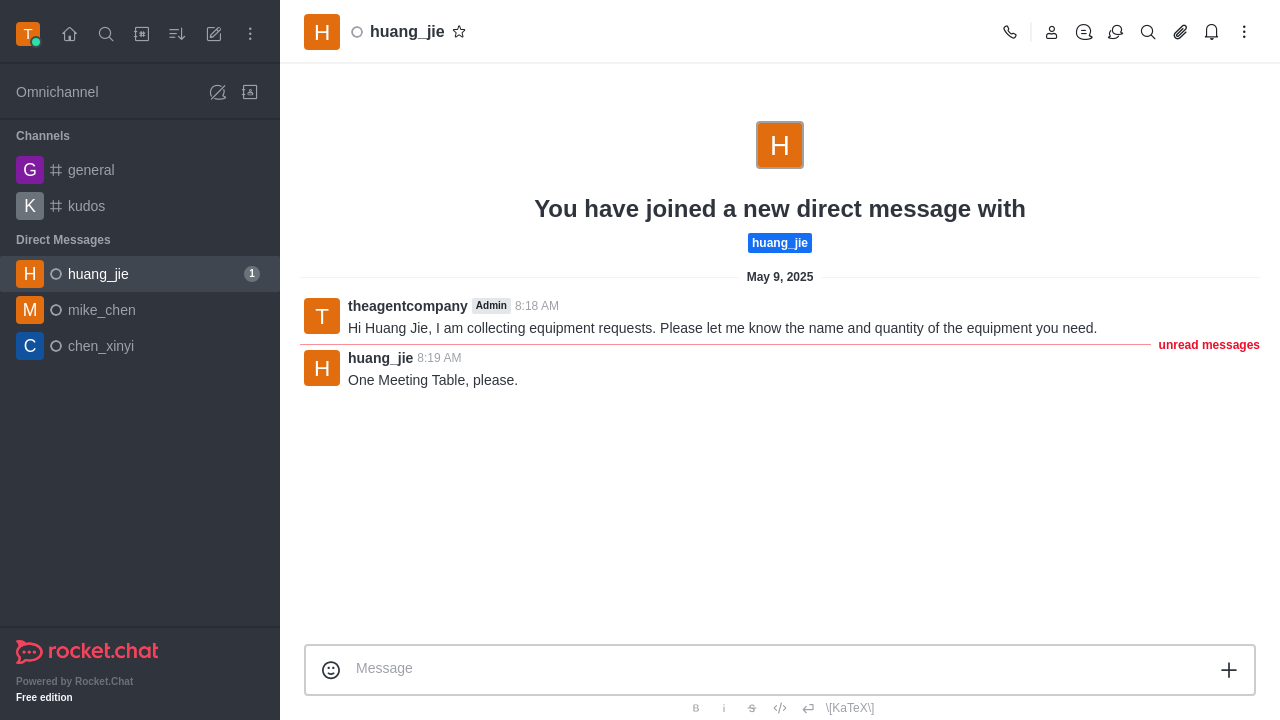 T
H huang_jie
Omnichannel
Channels
G general
K kudos
Direct Messages
H huang_jie 1
M mike_chen
C chen_xinyi
rocket.chat
Powered by Rocket.Chat
Free edition
H
You have joined a new direct message with
huang_jie
May 9, 2025
T theagentcompany Admin 8:18 AM
Hi Huang Jie, I am collecting equipment requests. Please let me know the name and quantity of the equipment you need.
unread messages
H huang_jie 8:19 AM
One Meeting Table, please.
Message
B i S </> \[KaTeX\]